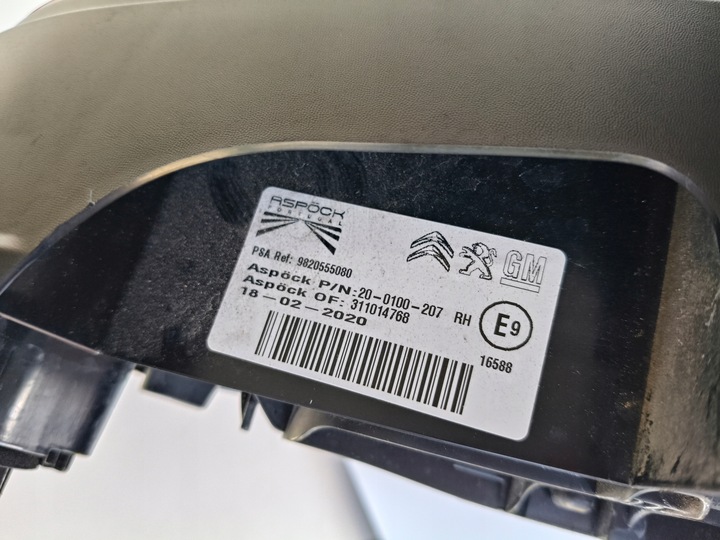 ASPÖCK
PORTUGAL
GM
PSA Ref: 9820555080
Aspöck P/N:20-0100-207 RH
Aspöck OF: 311014768
18-02-2020
E9
16588